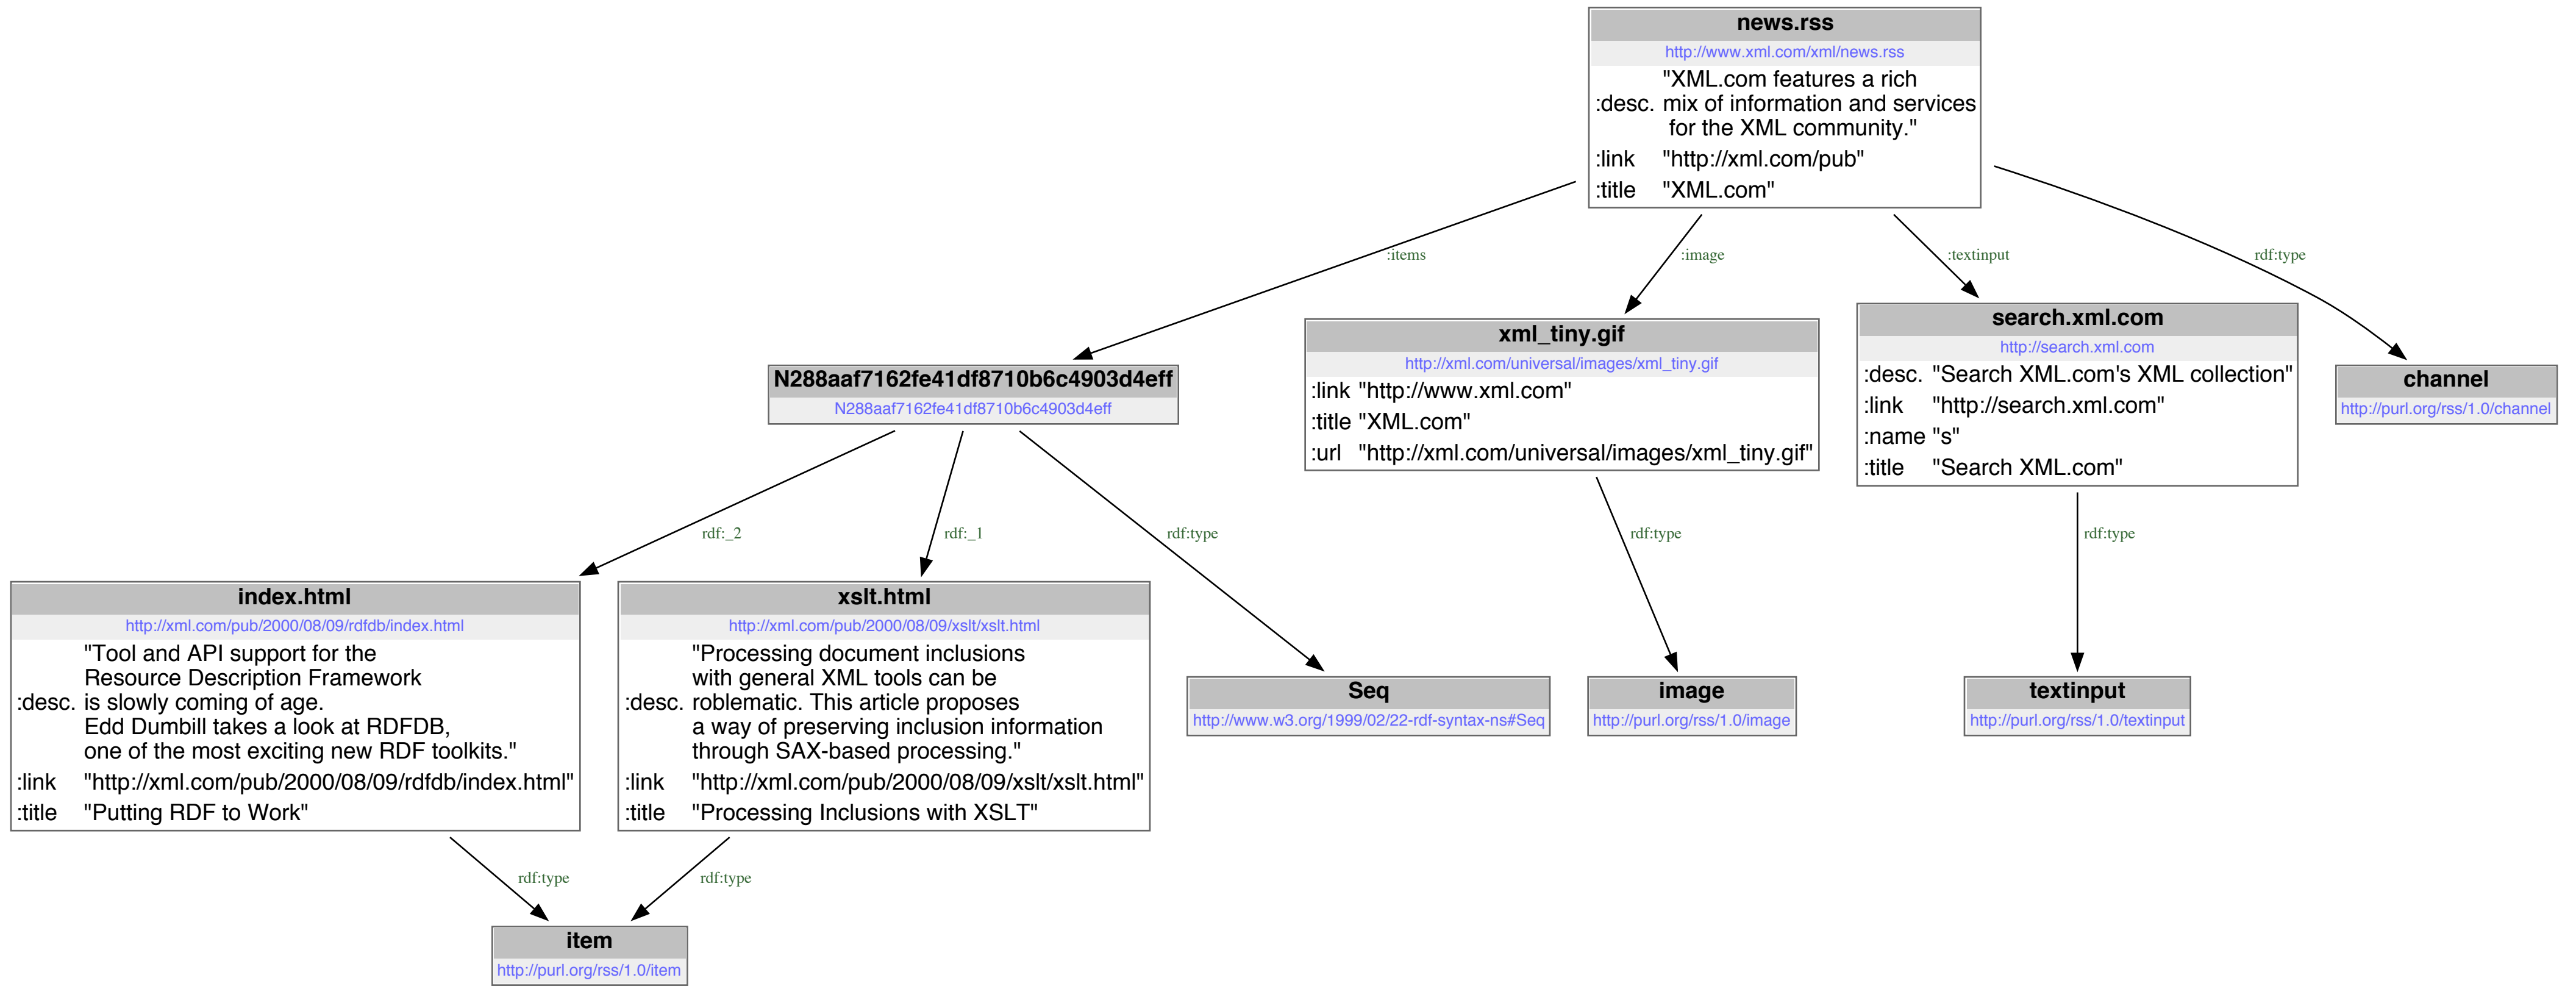 news.rss
http://www.xml.com/xml/news.rss
"XML.com features a rich
:desc. mix of information and services
for the XML community."
:link "http://xml.com/pub"
:title "XML.com"
:items
:image
:textinput
rdf:type
N288aaf7162fe41df8710b6c4903d4eff
N288aaf7162fe41df8710b6c4903d4eff
xml_tiny.gif
http://xml.com/universal/images/xml_tiny.gif
:link "http://www.xml.com"
:title "XML.com"
:url "http://xml.com/universal/images/xml_tiny.gif"
search.xml.com
http://search.xml.com
:desc. "Search XML.com's XML collection"
:link "http://search.xml.com"
:name "s"
:title "Search XML.com"
channel
http://purl.org/rss/1.0/channel
rdf:_2
rdf:_1
rdf:type
rdf:type
rdf:type
index.html
http://xml.com/pub/2000/08/09/rdfdb/index.html
"Tool and API support for the
Resource Description Framework
:desc. is slowly coming of age.
Edd Dumbill takes a look at RDFDB,
one of the most exciting new RDF toolkits."
:link "http://xml.com/pub/2000/08/09/rdfdb/index.html"
:title "Putting RDF to Work"
xslt.html
http://xml.com/pub/2000/08/09/xslt/xslt.html
"Processing document inclusions
with general XML tools can be
:desc. roblematic. This article proposes
a way of preserving inclusion information
through SAX-based processing."
:link "http://xml.com/pub/2000/08/09/xslt/xslt.html"
:title "Processing Inclusions with XSLT"
Seq
http://www.w3.org/1999/02/22-rdf-syntax-ns#Seq
image
http://purl.org/rss/1.0/image
textinput
http://purl.org/rss/1.0/textinput
rdf:type
rdf:type
item
http://purl.org/rss/1.0/item